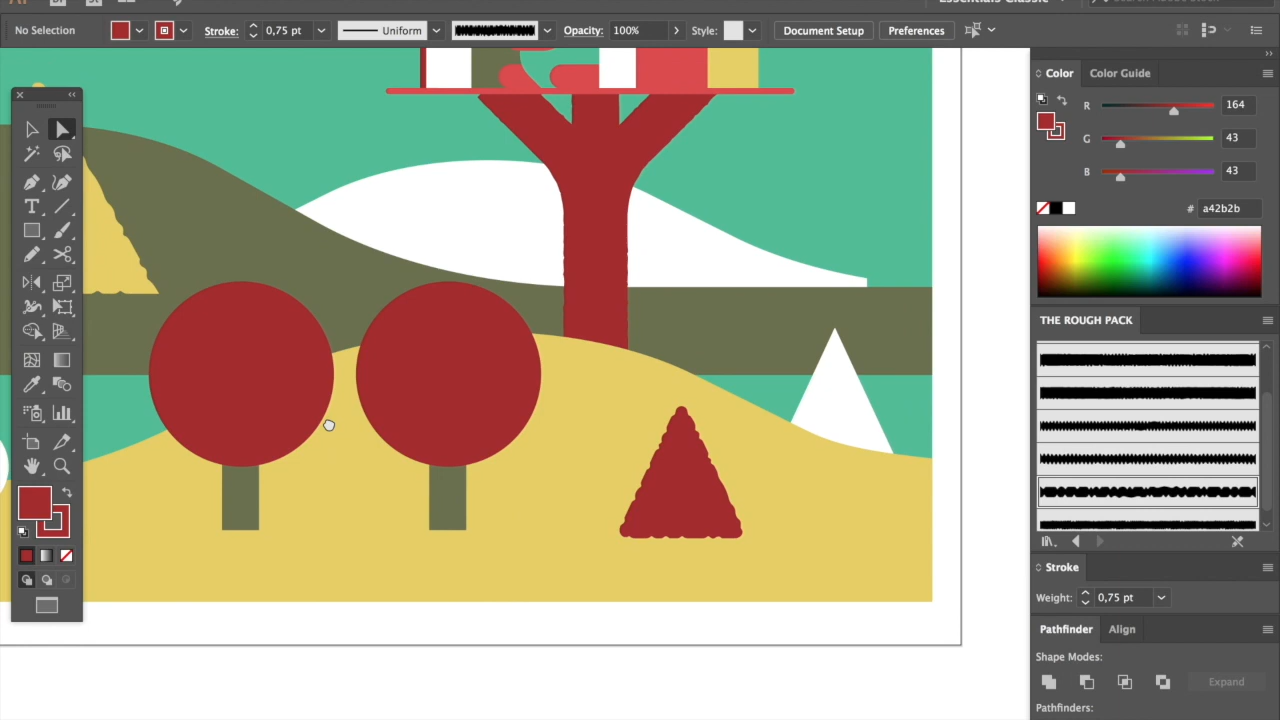 No Selection
Stroke:
0,75 pt
Uniform
Opacity:
100%
Style:
Document Setup
Preferences
Color
Color Guide
R
164
G
43
B
43
#
a42b2b
THE ROUGH PACK
Stroke
Weight:
0,75 pt
Pathfinder
Align
Shape Modes:
Expand
Pathfinders: